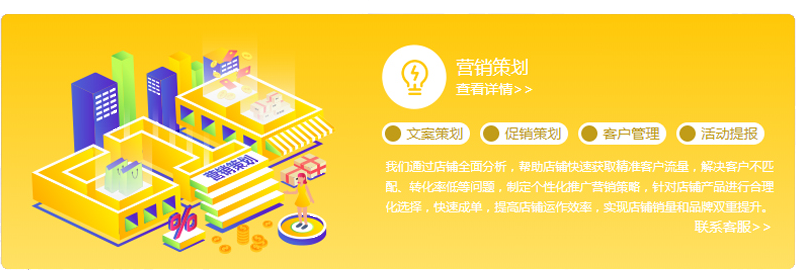 营销策划
查看详情>>
文案策划
促销策划
客户管理
活动提报
我们通过店铺全面分析，帮助店铺快速获取精准客户流量，解决客户不匹
配、转化率低等问题，制定个性化推广营销策略，针对店铺产品进行合理
化选择，快速成单，提高店铺运作效率，实现店铺销量和品牌双重提升。
联系客服>>
营销策划
%